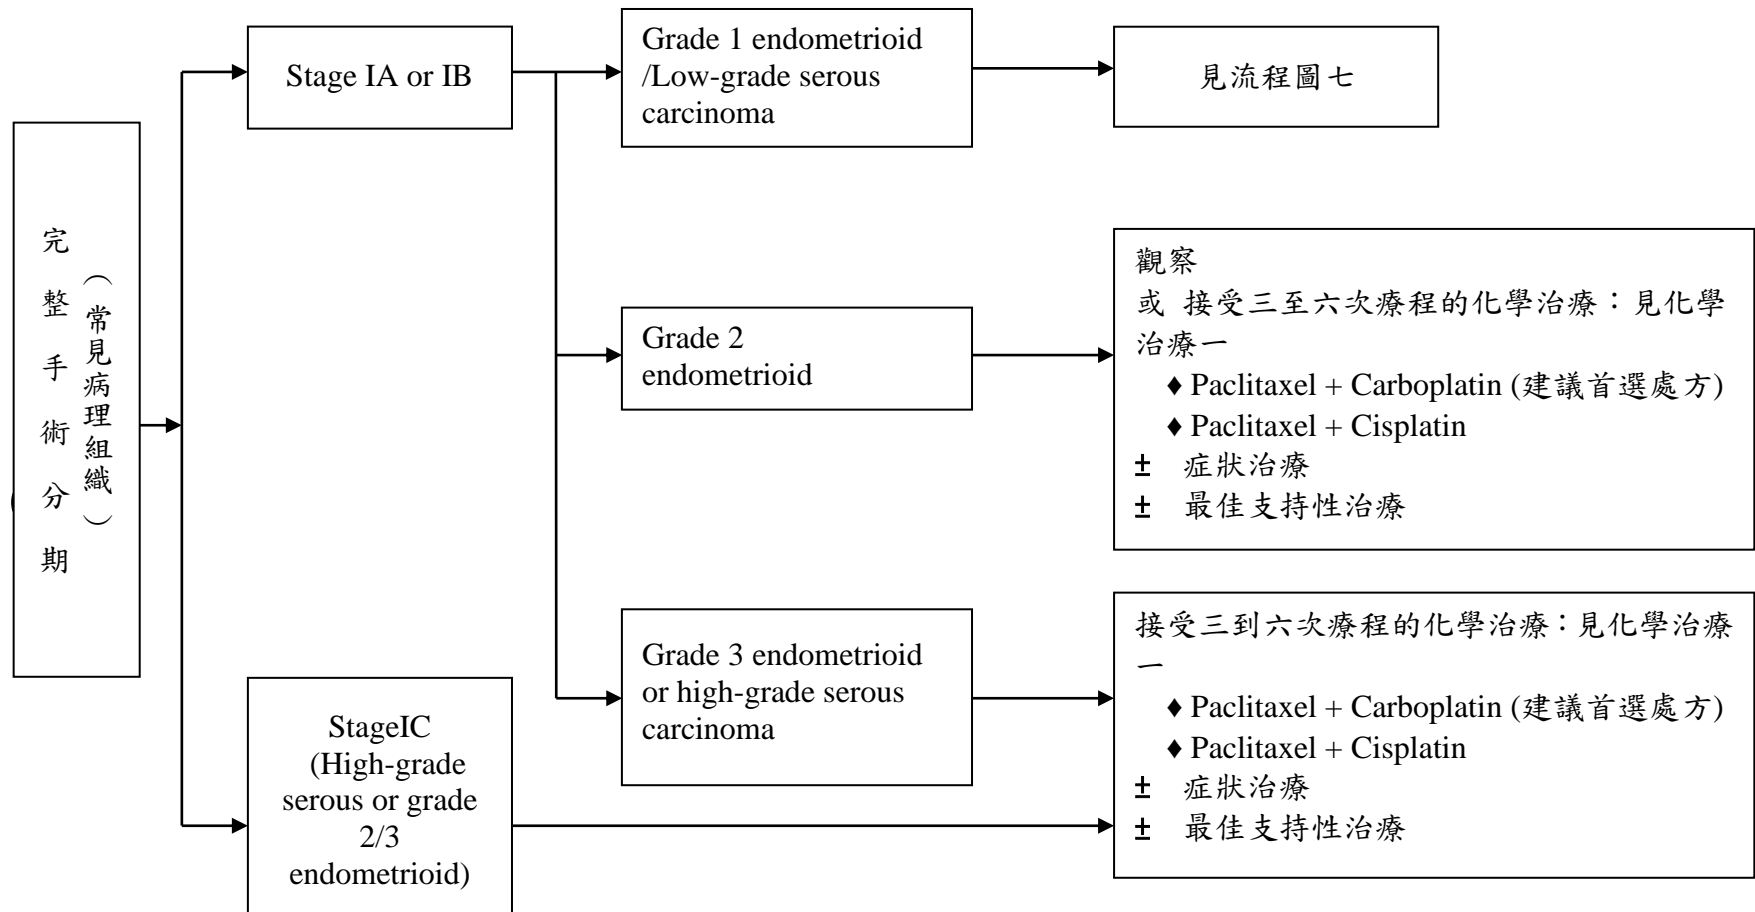 完整手術分期
（常見病理組織）
(
Stage IA or IB
Grade 1 endometrioid
/Low-grade serous
carcinoma
見流程圖七
Grade 2
endometrioid
觀察
或 接受三至六次療程的化學治療：見化學
治療一
♦ Paclitaxel + Carboplatin (建議首選處方)
♦ Paclitaxel + Cisplatin
± 症狀治療
± 最佳支持性治療
Grade 3 endometrioid
or high-grade serous
carcinoma
接受三到六次療程的化學治療：見化學治療
一
♦ Paclitaxel + Carboplatin (建議首選處方)
♦ Paclitaxel + Cisplatin
± 症狀治療
± 最佳支持性治療
StageIC
(High-grade
serous or grade
2/3
endometrioid)